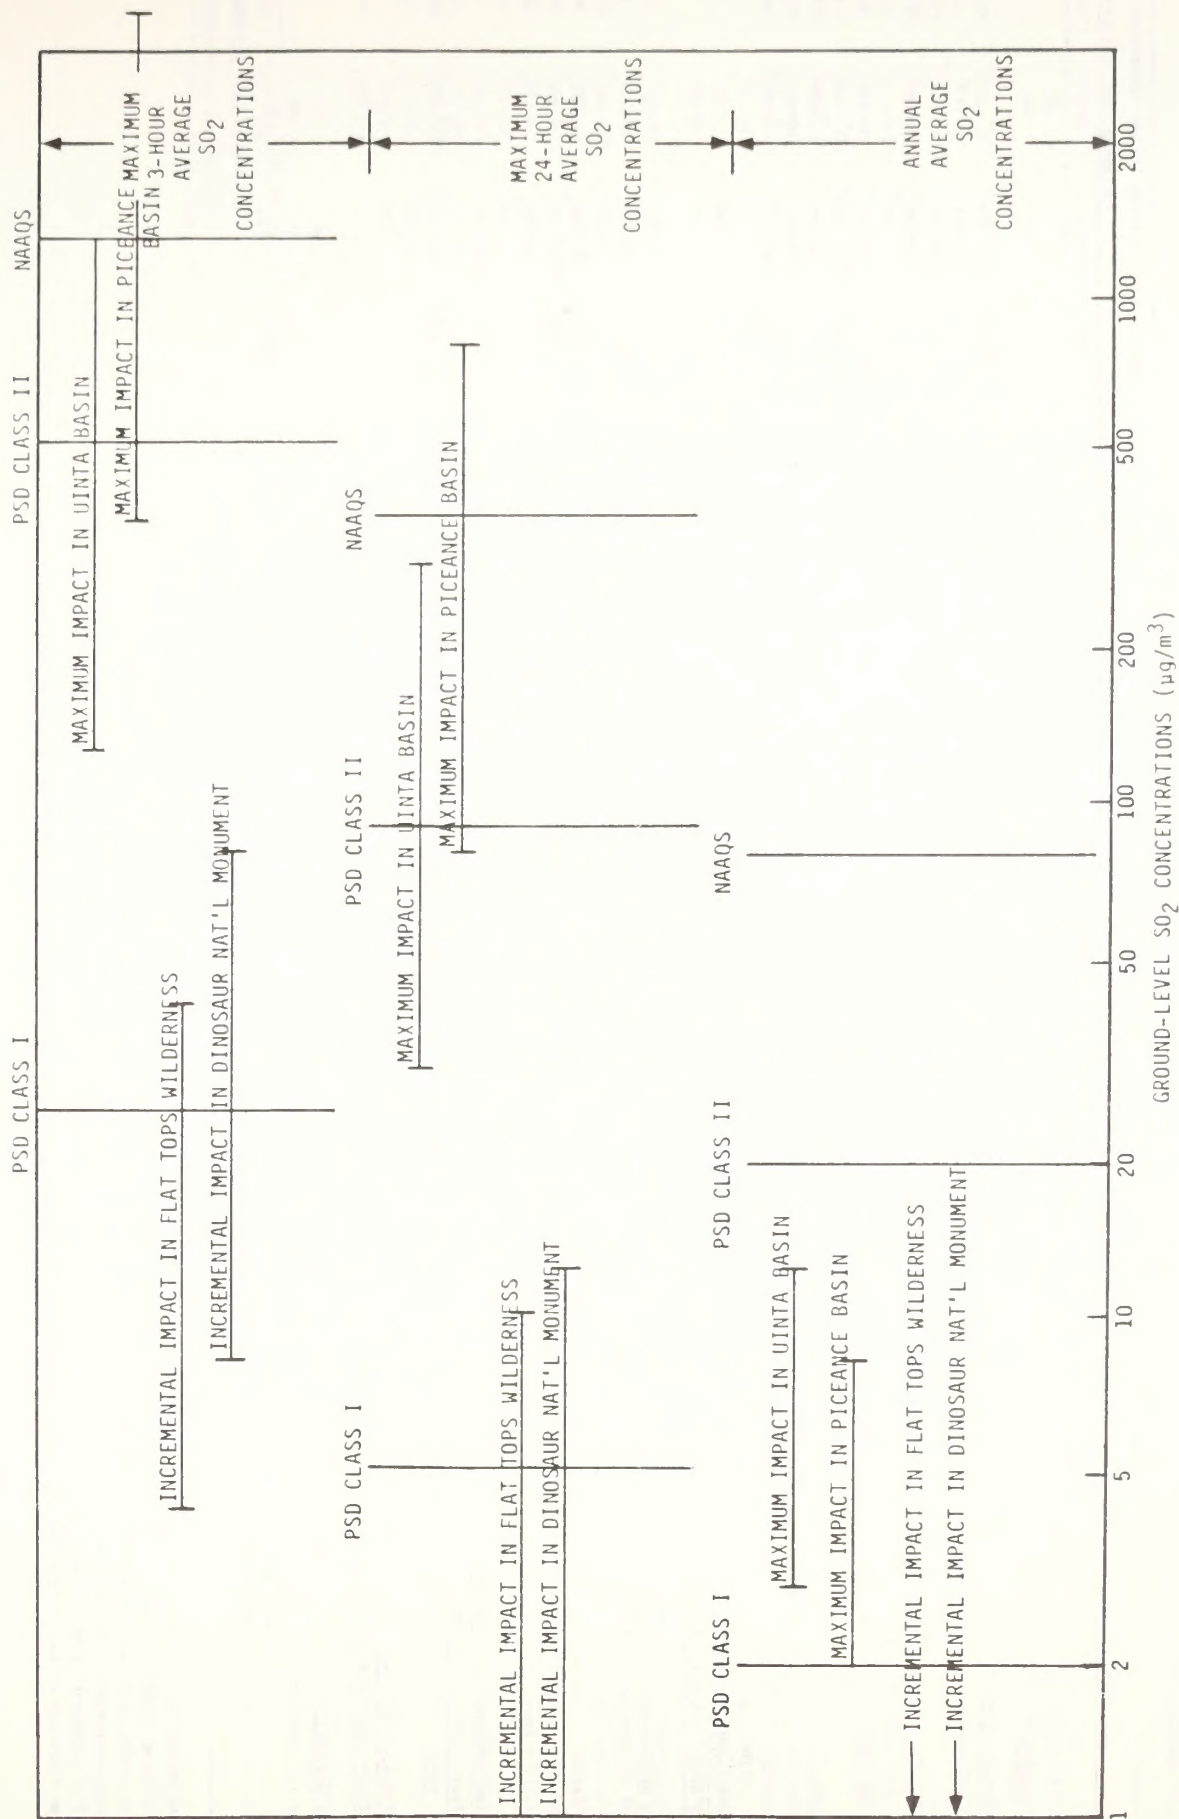 PSD CLASS I
PSD CLASS II
NAAQS
MAXIMUM IMPACT IN UINTA BASIN
MAXIMUM IMPACT IN PICEANCE
BASIN
INCREMENTAL IMPACT IN FLAT TOPS WILDERNESS
INCREMENTAL IMPACT IN DINOSAUR NAT'L MONUMENT
MAXIMUM
3-HOUR
AVERAGE
SO2
CONCENTRATIONS
PSD CLASS I
PSD CLASS II
NAAQS
MAXIMUM IMPACT IN UINTA BASIN
MAXIMUM IMPACT IN PICEANCE BASIN
INCREMENTAL IMPACT IN FLAT TOPS WILDERNESS
INCREMENTAL IMPACT IN DINOSAUR NAT'L MONUMENT
MAXIMUM
24-HOUR
AVERAGE
SO2
CONCENTRATIONS
PSD CLASS I
PSD CLASS II
NAAQS
MAXIMUM IMPACT IN UINTA BASIN
MAXIMUM IMPACT IN PICEANCE BASIN
INCREMENTAL IMPACT IN FLAT TOPS WILDERNESS
INCREMENTAL IMPACT IN DINOSAUR NAT'L MONUMENT
ANNUAL
AVERAGE
SO2
CONCENTRATIONS
1 2 5 10 20 50 100 200 500 1000 2000
GROUND-LEVEL SO2 CONCENTRATIONS (µg/m³)